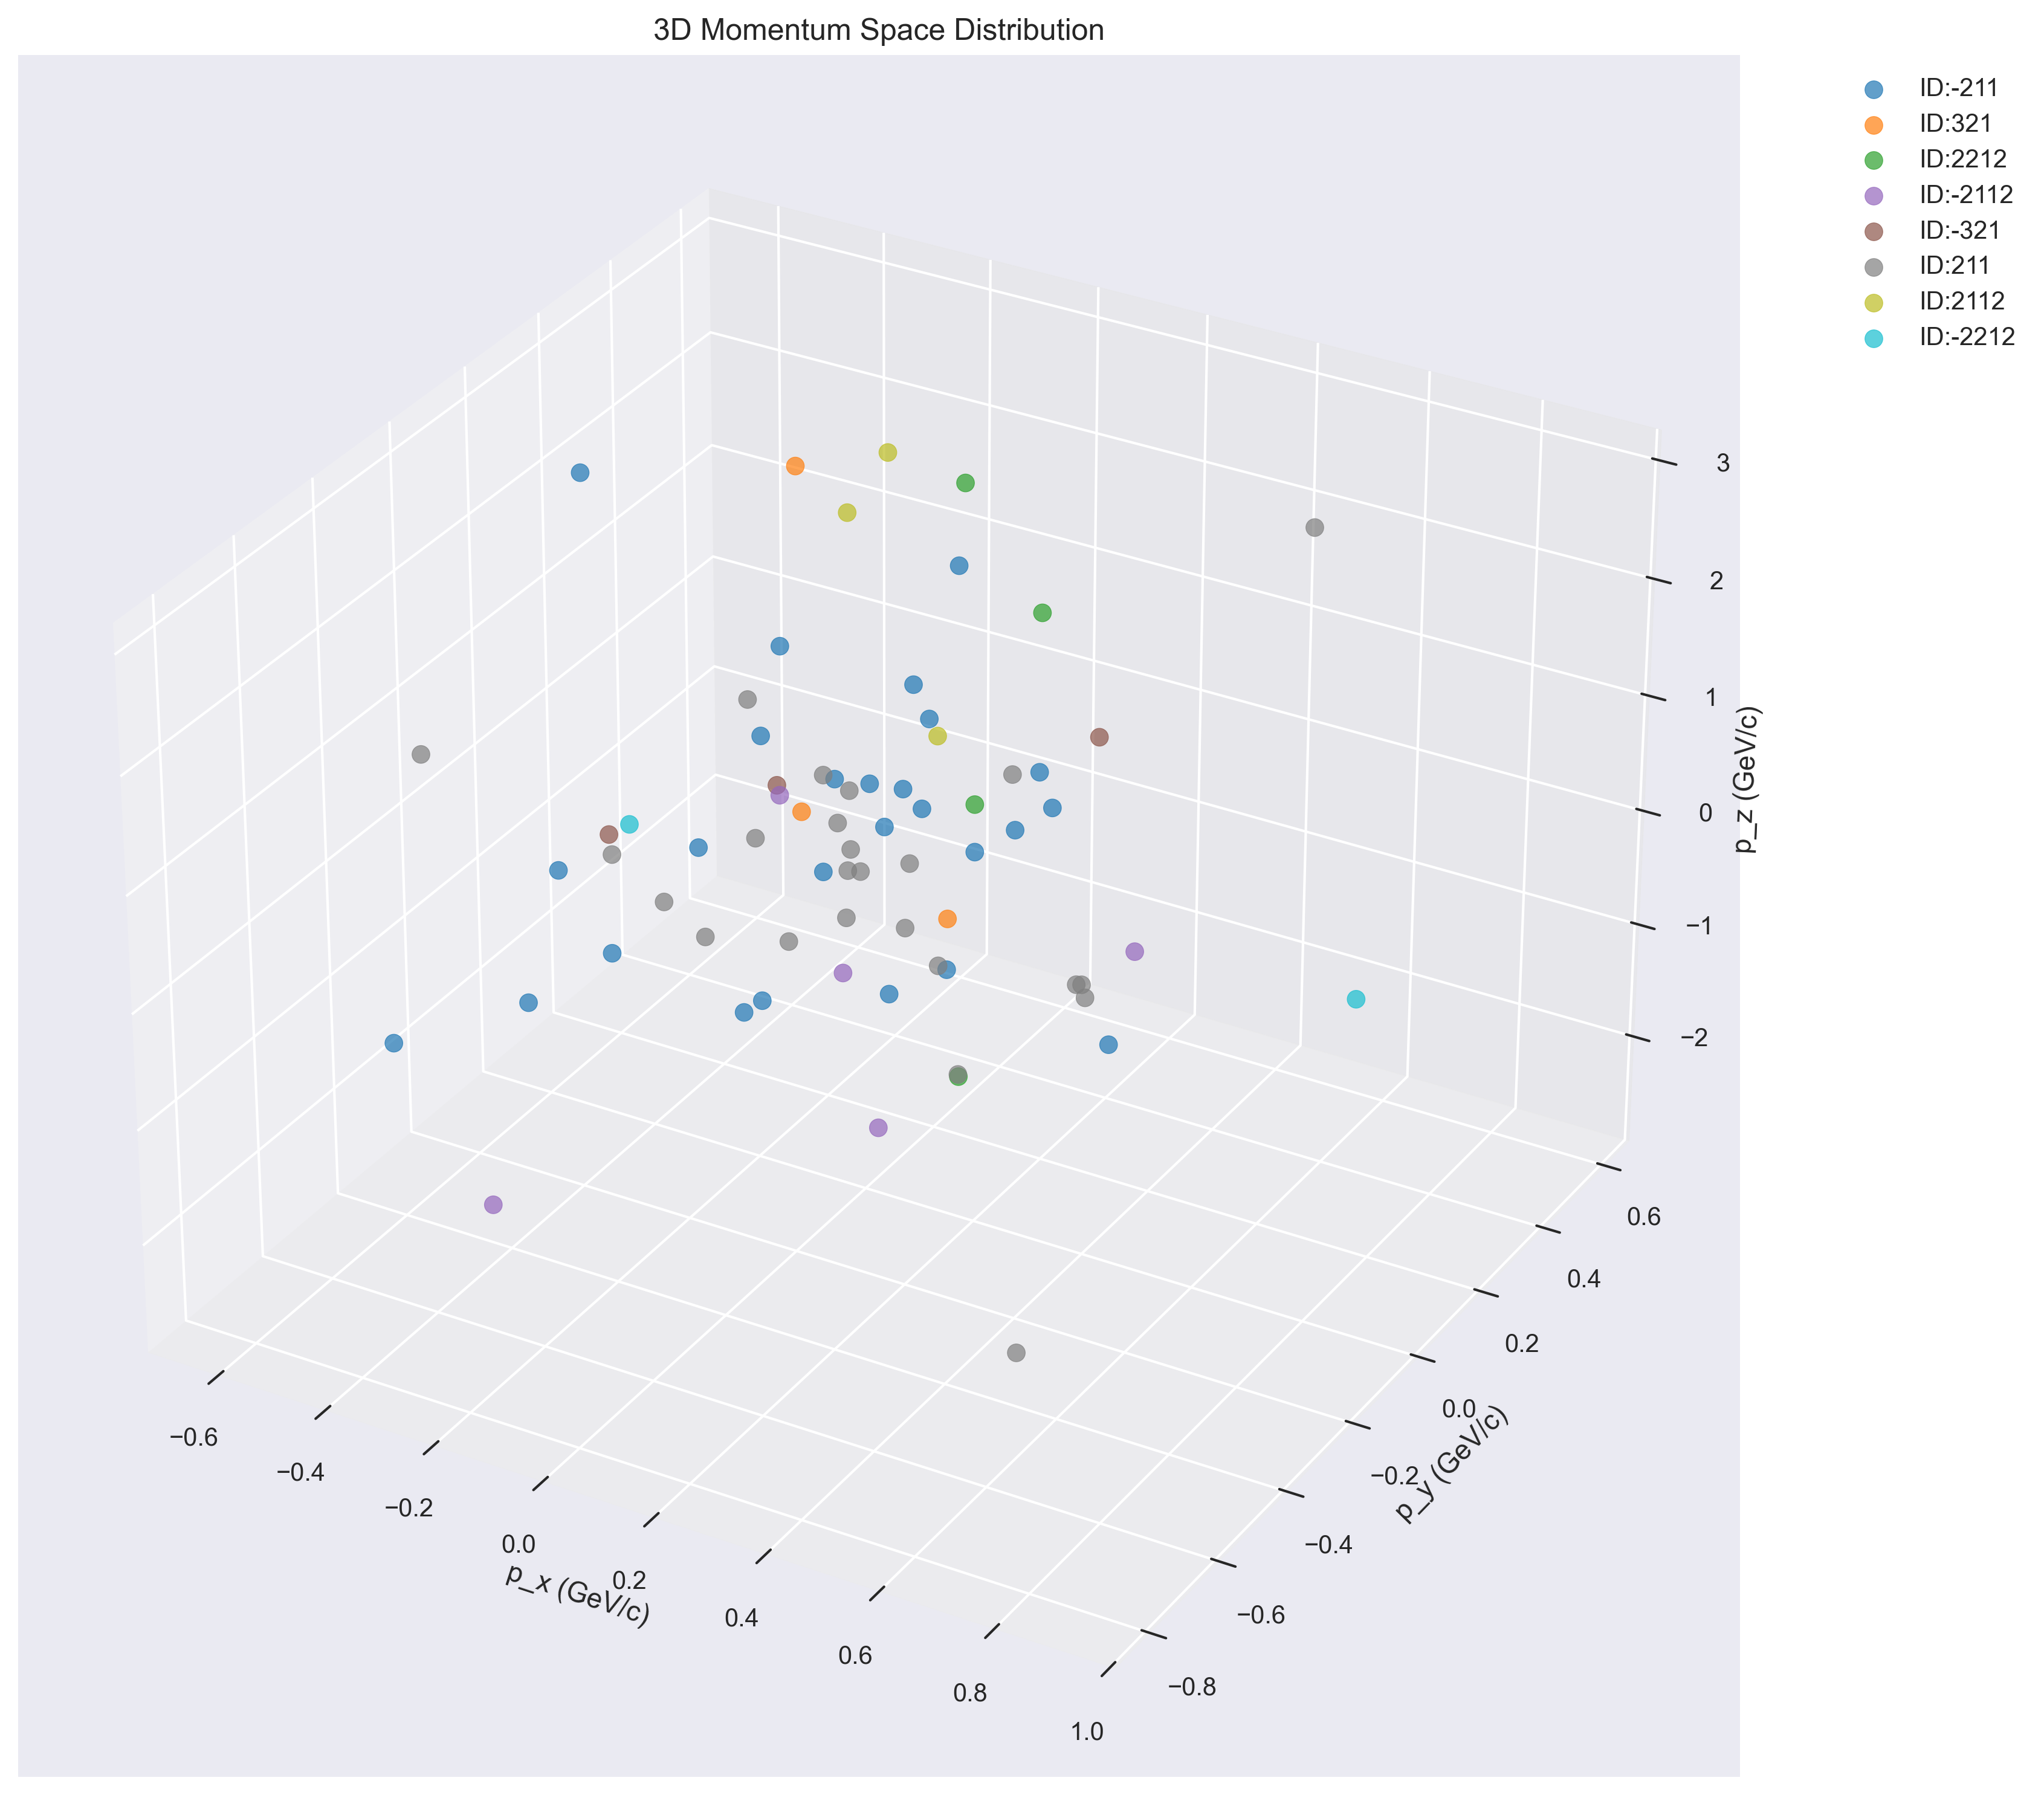 3D Momentum Space Distribution
ID:-211
ID:321
ID:2212
ID:-2112
ID:-321
ID:211
ID:2112
ID:-2212
3
2
1
0
−1
−2
p_z (GeV/c)
0.6
0.4
0.2
0.0
−0.2
−0.4
−0.6
−0.8
p_y (GeV/c)
−0.6
−0.4
−0.2
0.0
0.2
0.4
0.6
0.8
1.0
p_x (GeV/c)